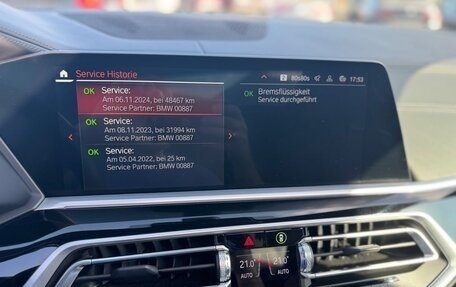 Service Historie
2 80s80s 17:53
OK Service:
Am 06.11.2024, bei 48467 km
Service Partner: BMW 00887
OK Service:
Am 08.11.2023, bei 31994 km
Service Partner: BMW 00887
OK Service:
Am 05.04.2022, bei 25 km
Service Partner: BMW 00887
OK Bremsflüssigkeit
Service durchgeführt
21.0° 21.0°
AUTO AUTO